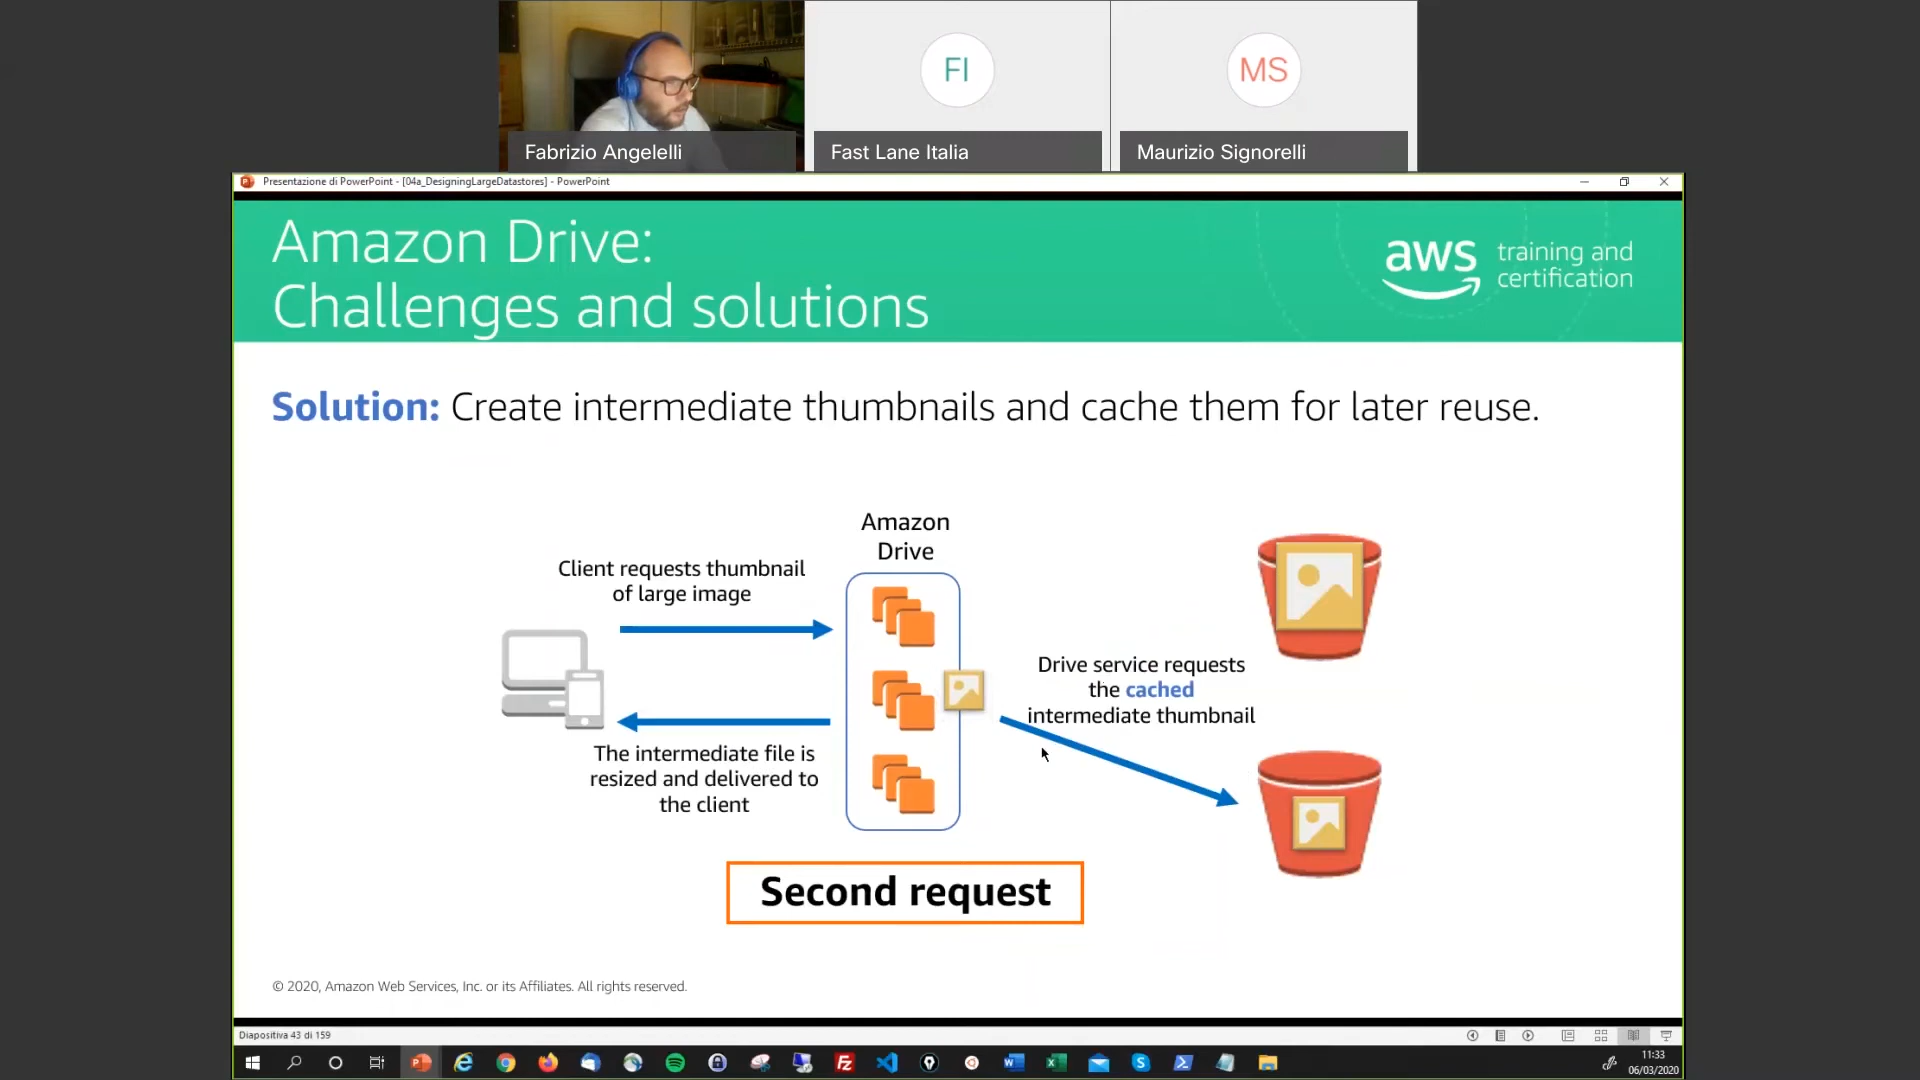 FI
MS
Fabrizio Angelelli
Fast Lane Italia
Maurizio Signorelli
Presentazione di PowerPoint - [04a_DesigningLargeDatastores] - PowerPoint
Amazon Drive:
Challenges and solutions
aws
training and
certification
Solution: Create intermediate thumbnails and cache them for later reuse.
Amazon
Drive
Client requests thumbnail
of large image
Drive service requests
the cached
intermediate thumbnail
The intermediate file is
resized and delivered to
the client
Second request
© 2020, Amazon Web Services, Inc. or its Affiliates. All rights reserved.
Diapositiva 43 di 159
11:33
06/03/2020